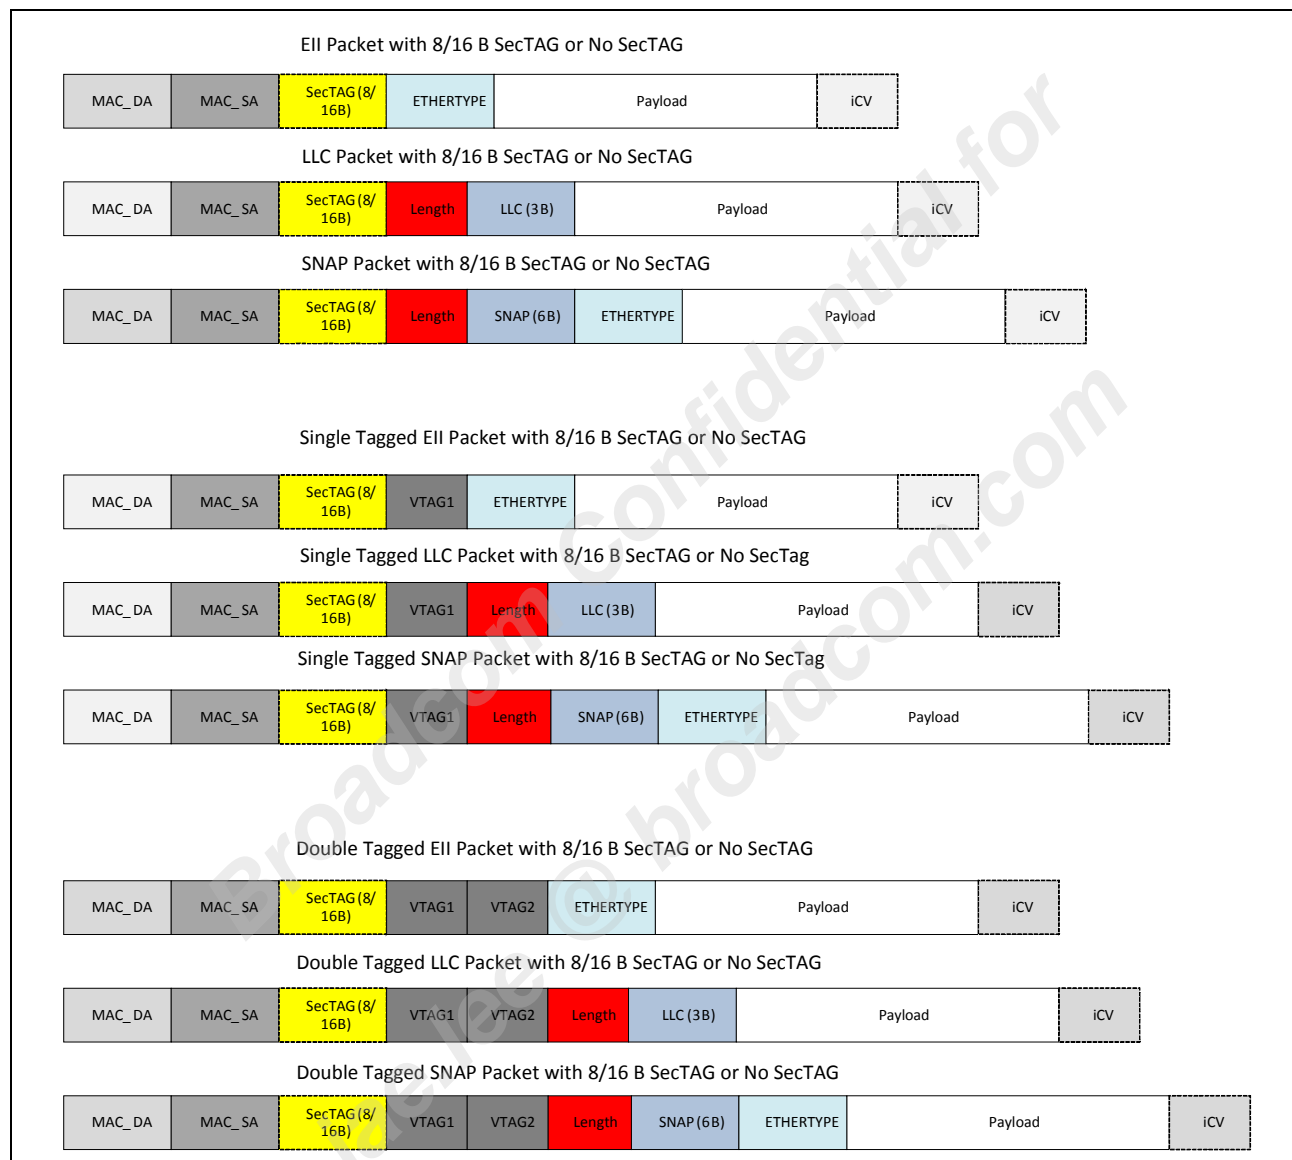 EII Packet with 8/16 B SecTAG or No SecTAG
MAC_DA MAC_SA SecTAG (8/ 16B) ETHERTYPE Payload iCV
LLC Packet with 8/16 B SecTAG or No SecTAG
MAC_DA MAC_SA SecTAG (8/ 16B) Length LLC (3B) Payload iCV
SNAP Packet with 8/16 B SecTAG or No SecTAG
MAC_DA MAC_SA SecTAG (8/ 16B) Length SNAP (6B) ETHERTYPE Payload iCV
Single Tagged EII Packet with 8/16 B SecTAG or No SecTAG
MAC_DA MAC_SA SecTAG (8/ 16B) VTAG1 ETHERTYPE Payload iCV
Single Tagged LLC Packet with 8/16 B SecTAG or No SecTag
MAC_DA MAC_SA SecTAG (8/ 16B) VTAG1 Length LLC (3B) Payload iCV
Single Tagged SNAP Packet with 8/16 B SecTAG or No SecTag
MAC_DA MAC_SA SecTAG (8/ 16B) VTAG1 Length SNAP (6B) ETHERTYPE Payload iCV
Double Tagged EII Packet with 8/16 B SecTAG or No SecTAG
MAC_DA MAC_SA SecTAG (8/ 16B) VTAG1 VTAG2 ETHERTYPE Payload iCV
Double Tagged LLC Packet with 8/16 B SecTAG or No SecTAG
MAC_DA MAC_SA SecTAG (8/ 16B) VTAG1 VTAG2 Length LLC (3B) Payload iCV
Double Tagged SNAP Packet with 8/16 B SecTAG or No SecTAG
MAC_DA MAC_SA SecTAG (8/ 16B) VTAG1 VTAG2 Length SNAP (6B) ETHERTYPE Payload iCV
Broadcom Confidential for
jae.lee @ broadcom.com